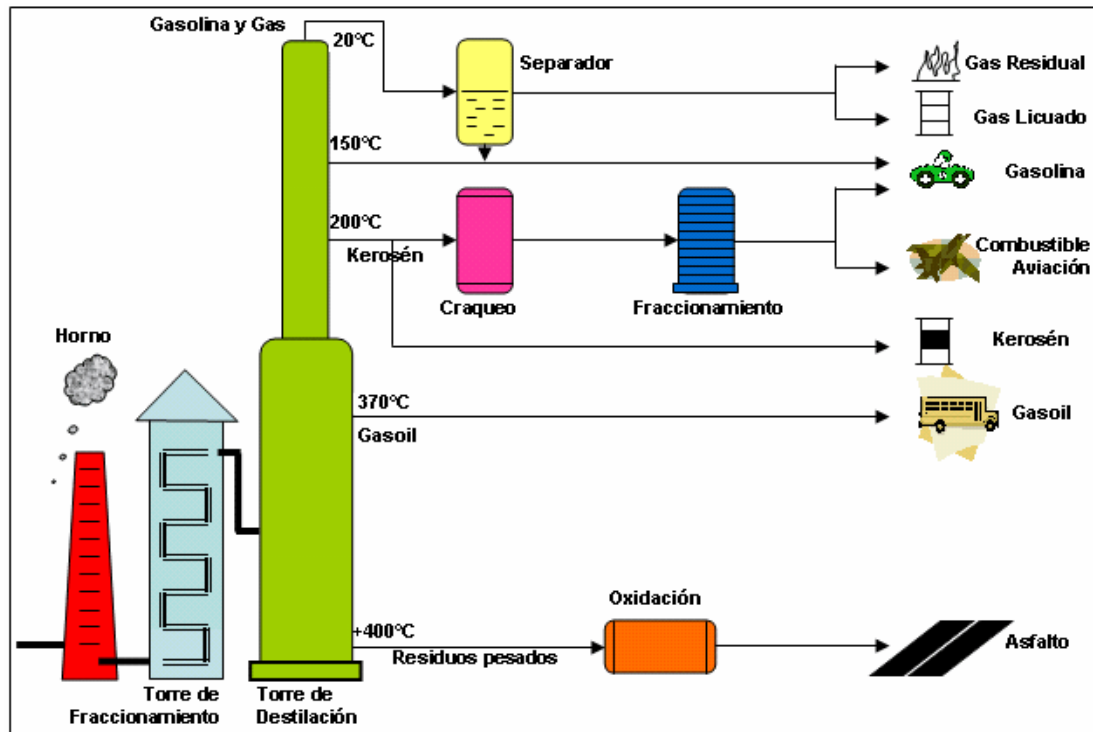 Gasolina y Gas
20°C
Separador
Gas Residual
Gas Licuado
150°C
Gasolina
200°C
Kerosén
Craqueo
Fraccionamiento
Combustible
Aviación
Horno
Kerosén
370°C
Gasoil
Gasoil
Oxidación
+400°C
Residuos pesados
Asfalto
Torre de
Fraccionamiento
Torre de
Destilación